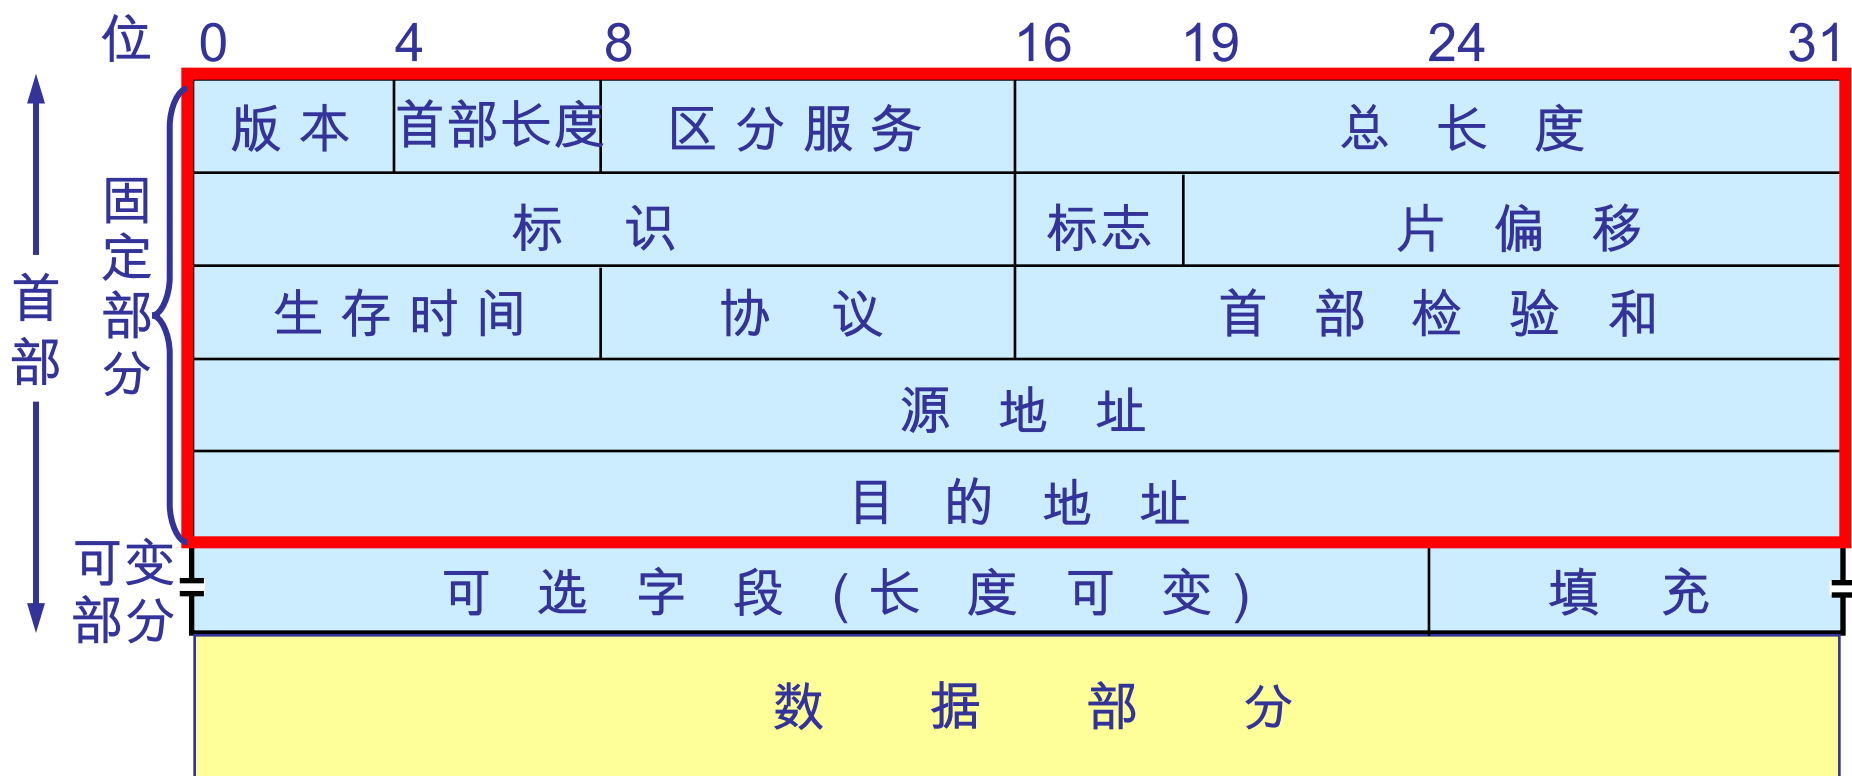 位 0 4 8 16 19 24 31
版本 首部长度 区分服务 总长度
标识 标志 片偏移
生存时间 协议 首部检验和
源地址
目的地址
可选字段(长度可变) 填充
数据部分
首部
固定部分
可变
部分